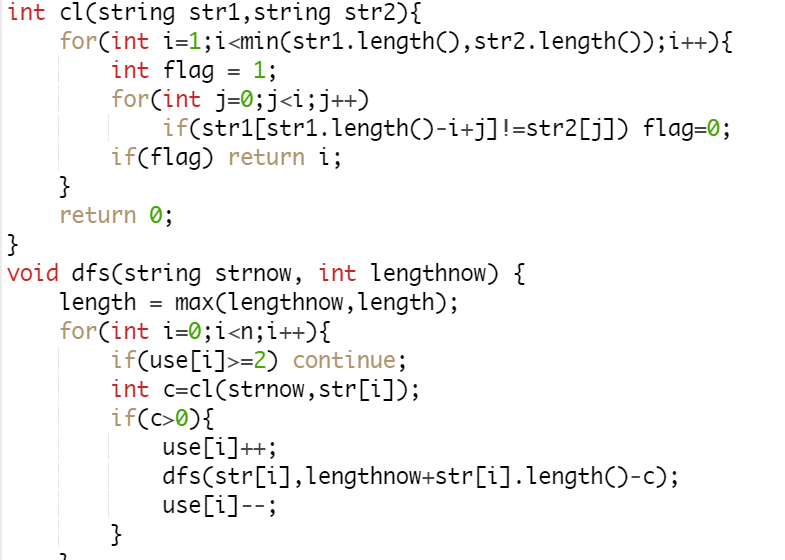 int cl(string str1,string str2){
    for(int i=1;i<min(str1.length(),str2.length());i++){
        int flag = 1;
        for(int j=0;j<i;j++)
            if(str1[str1.length()-i+j]!=str2[j]) flag=0;
        if(flag) return i;
    }
    return 0;
}
void dfs(string strnow, int lengthnow) {
    length = max(lengthnow,length);
    for(int i=0;i<n;i++){
        if(use[i]>=2) continue;
        int c=cl(strnow,str[i]);
        if(c>0){
            use[i]++;
            dfs(str[i],lengthnow+str[i].length()-c);
            use[i]--;
        }
    }